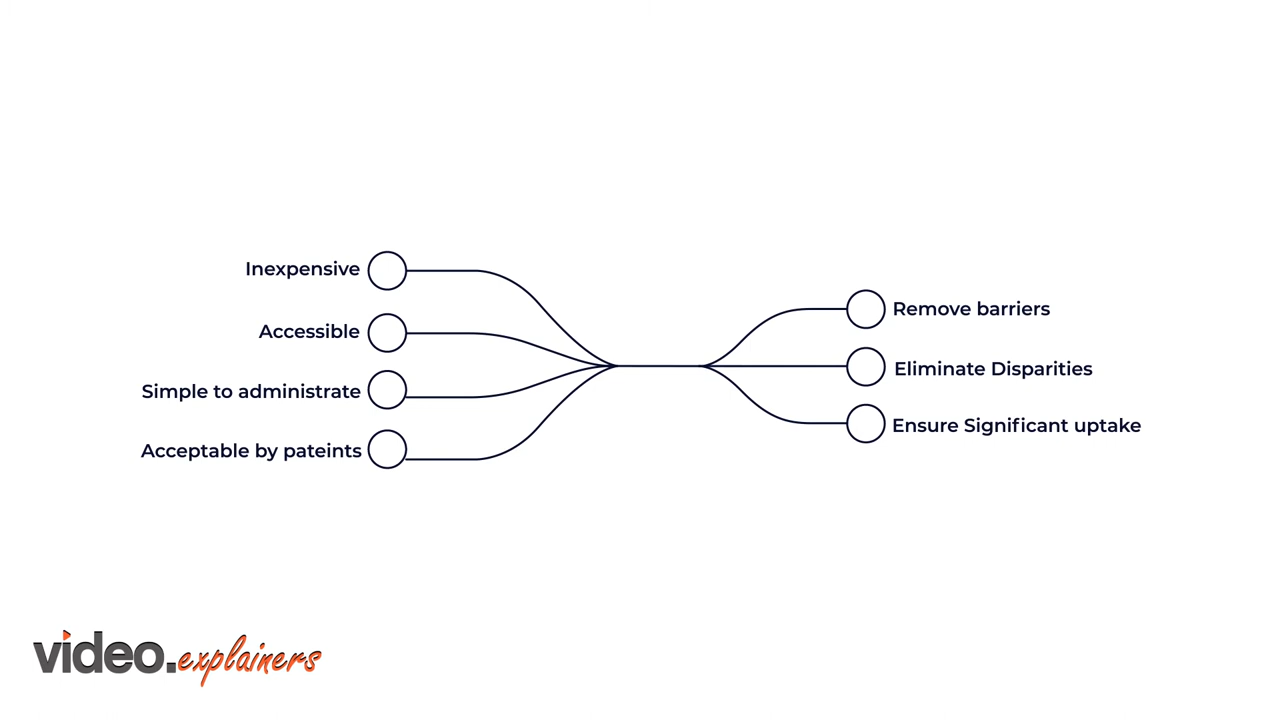 Inexpensive
Accessible
Simple to administrate
Acceptable by pateints
Remove barriers
Eliminate Disparities
Ensure Significant uptake
video.explainers